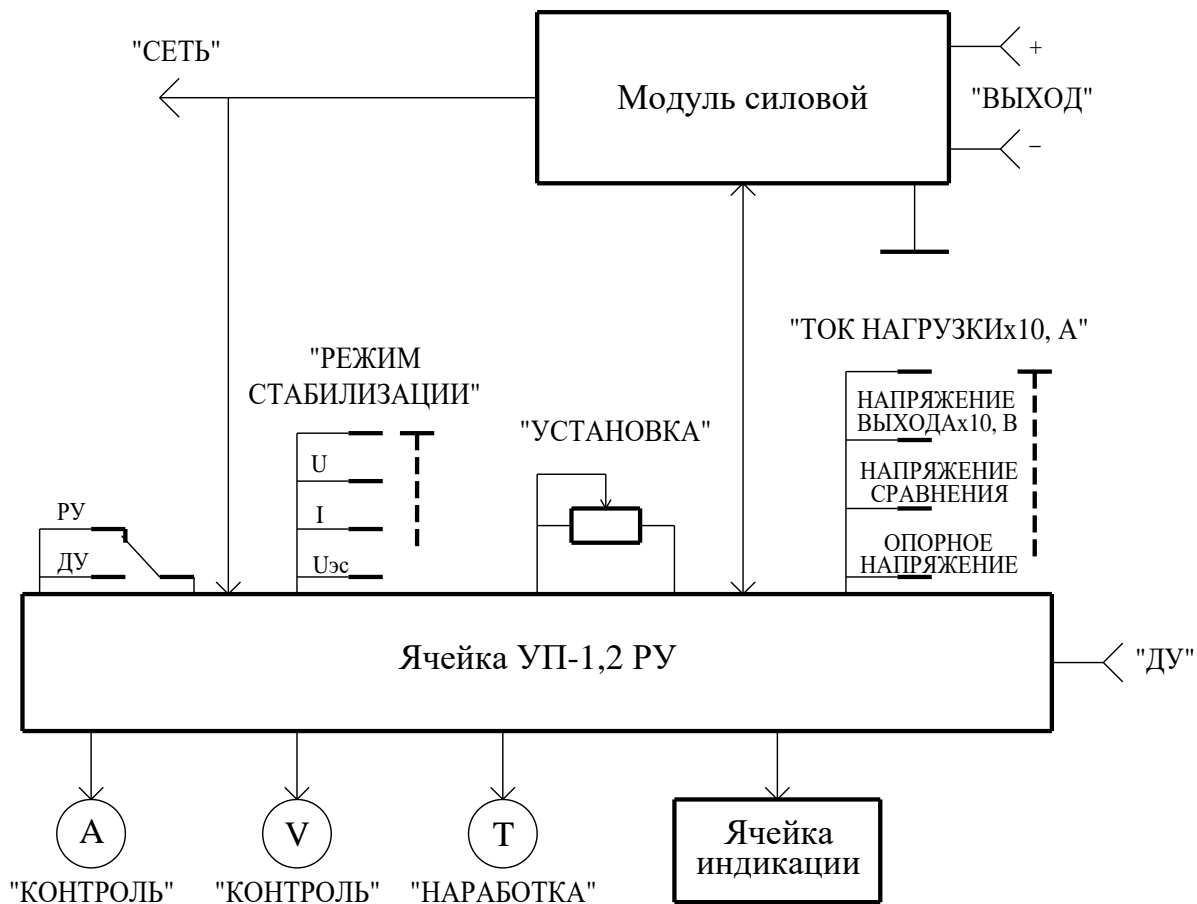 "СЕТЬ"
+
Модуль силовой
"ВЫХОД"
−
"ТОК НАГРУЗКИх10, А"
"РЕЖИМ
СТАБИЛИЗАЦИИ"
НАПРЯЖЕНИЕ
ВЫХОДАх10, В
"УСТАНОВКА"
U
НАПРЯЖЕНИЕ
СРАВНЕНИЯ
РУ
I
ОПОРНОЕ
НАПРЯЖЕНИЕ
ДУ
Uэс
Ячейка УП-1,2 РУ
"ДУ"
А
V
Т
Ячейка
индикации
"КОНТРОЛЬ"
"КОНТРОЛЬ"
"НАРАБОТКА"